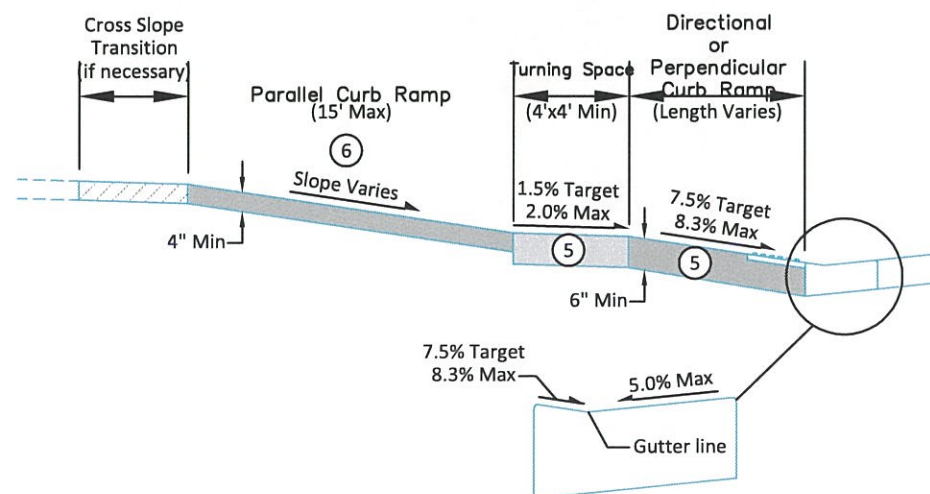 Cross Slope
Transition
(if necessary)
Parallel Curb Ramp
(15' Max)
6
Slope Varies
4" Min
Turning Space
(4'x4' Min)
1.5% Target
2.0% Max
5
Directional
or
Perpendicular
Curb Ramp
(Length Varies)
7.5% Target
8.3% Max
5
6" Min
7.5% Target
8.3% Max
5.0% Max
Gutter line